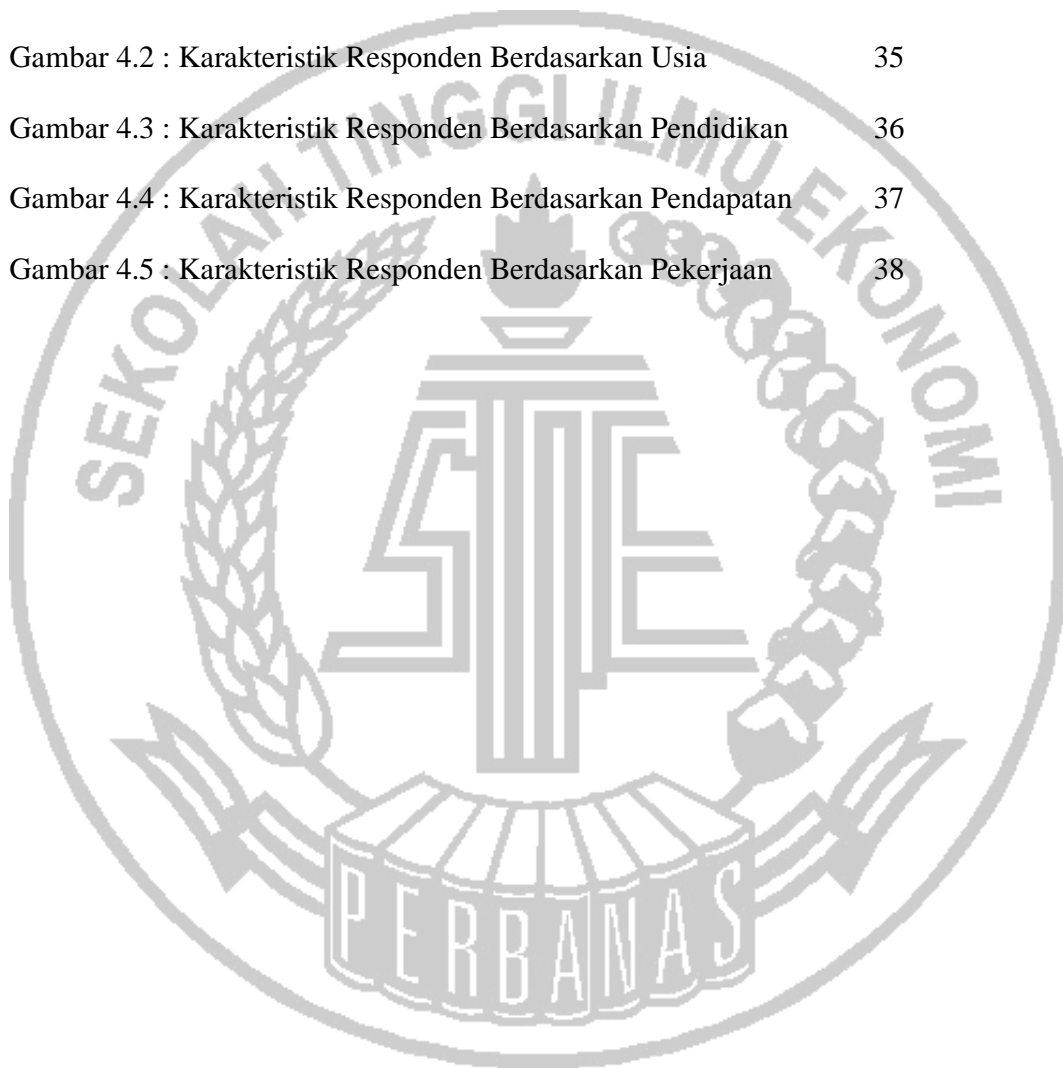 Gambar 4.2 : Karakteristik Responden Berdasarkan Usia 35
Gambar 4.3 : Karakteristik Responden Berdasarkan Pendidikan 36
Gambar 4.4 : Karakteristik Responden Berdasarkan Pendapatan 37
Gambar 4.5 : Karakteristik Responden Berdasarkan Pekerjaan 38
SEKOLAH TINGGI ILMU EKONOMI
STIE
PERBANAS